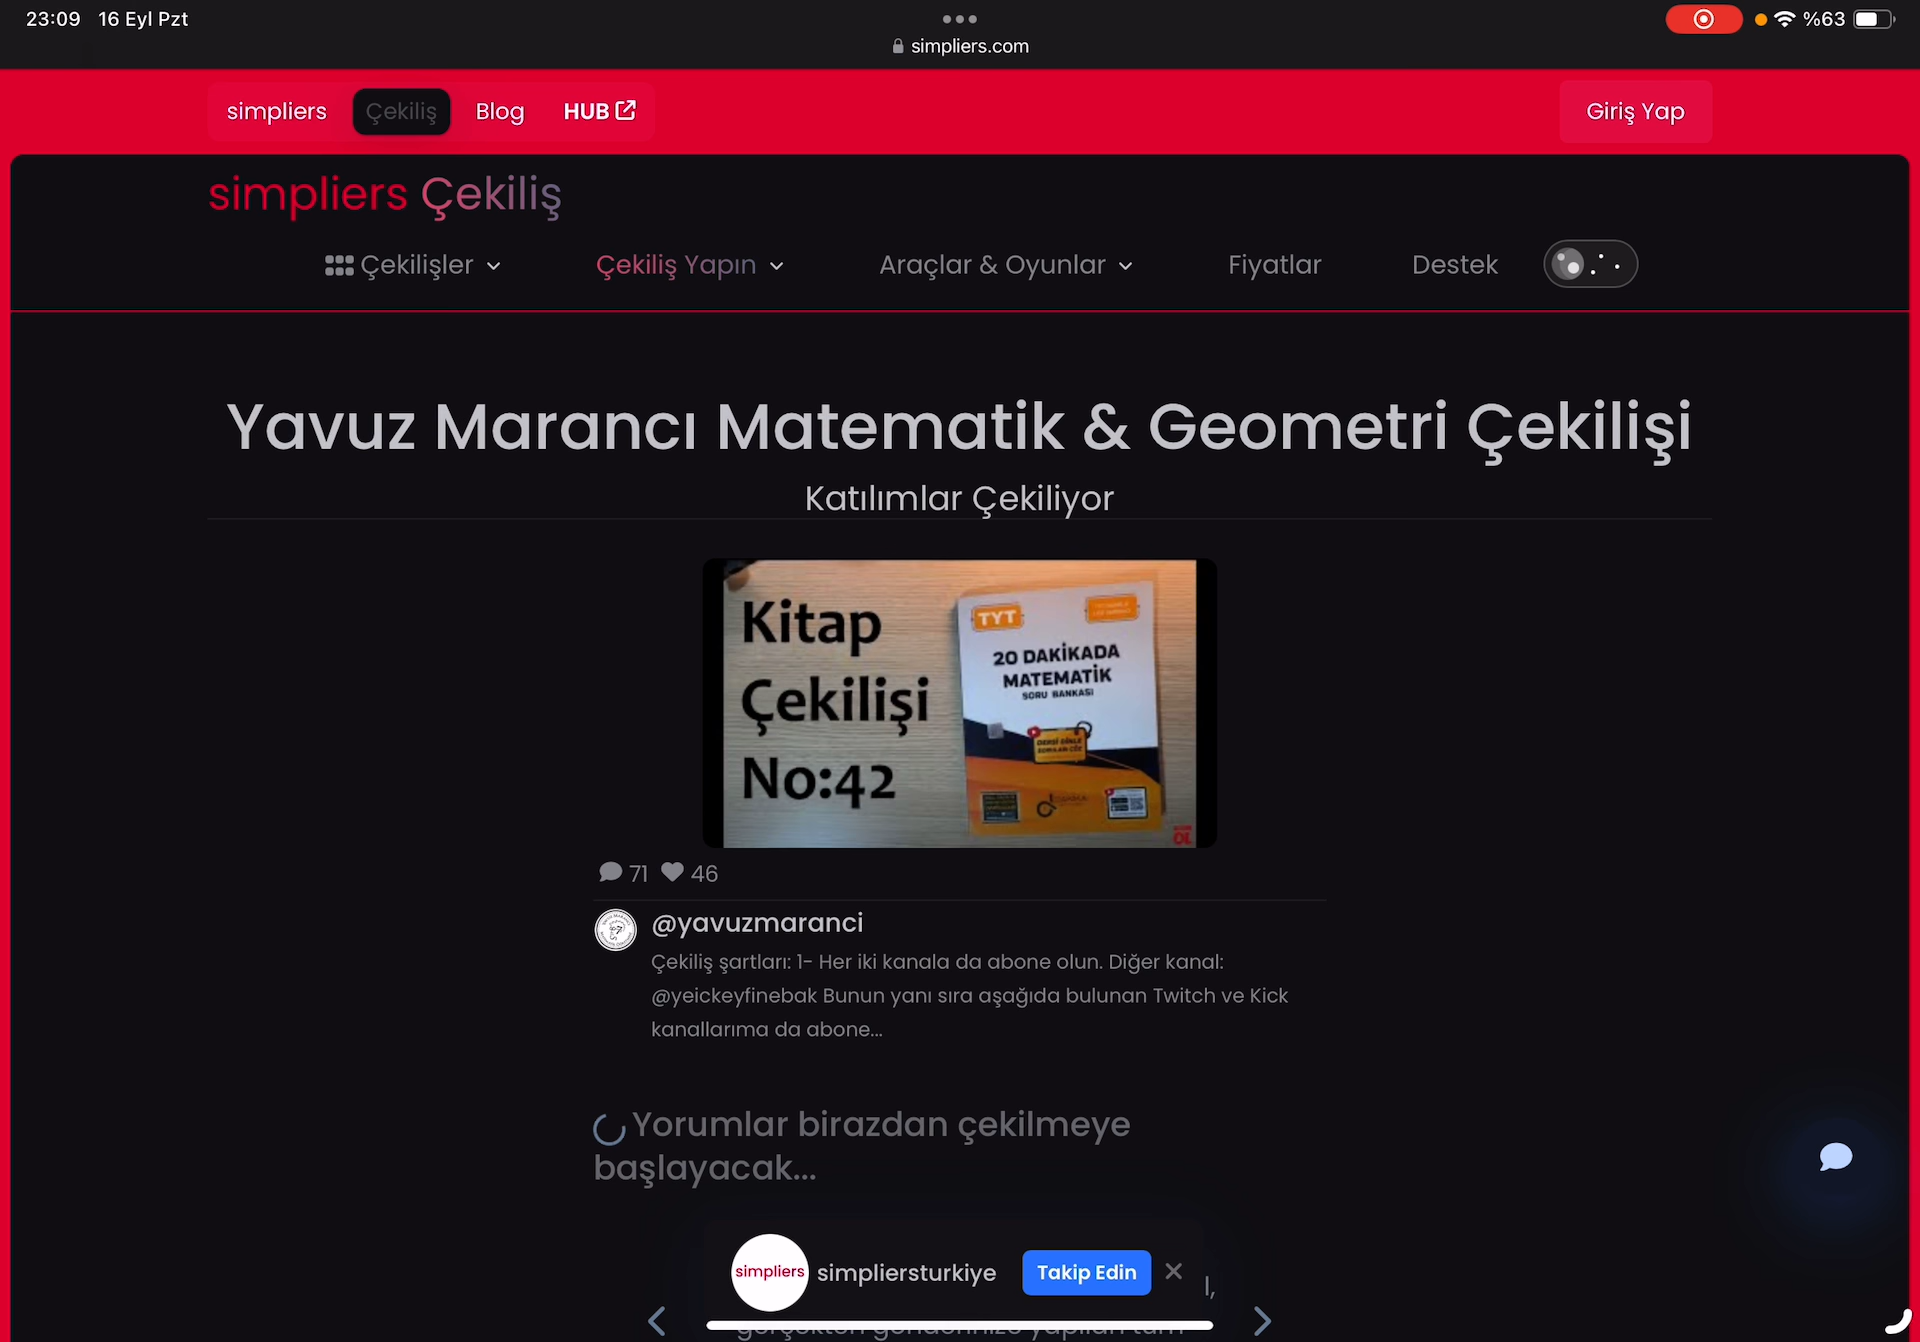 23:09 16 Eyl Pzt
simpliers.com
%63
simpliers Çekiliş Blog HUB Giriş Yap
simpliers Çekiliş
Çekilişler Çekiliş Yapın Araçlar & Oyunlar Fiyatlar Destek
Yavuz Marancı Matematik & Geometri Çekilişi
Katılımlar Çekiliyor
Kitap
Çekilişi
No:42
TYT
20 DAKİKADA
MATEMATİK
SORU BANKASI
71 46
@yavuzmaranci
Çekiliş şartları: 1- Her iki kanala da abone olun. Diğer kanal:
@yeickeyfinebak Bunun yanı sıra aşağıda bulunan Twitch ve Kick
kanallarıma da abone...
Yorumlar birazdan çekilmeye
başlayacak...
simpliers simpliersturkiye Takip Edin